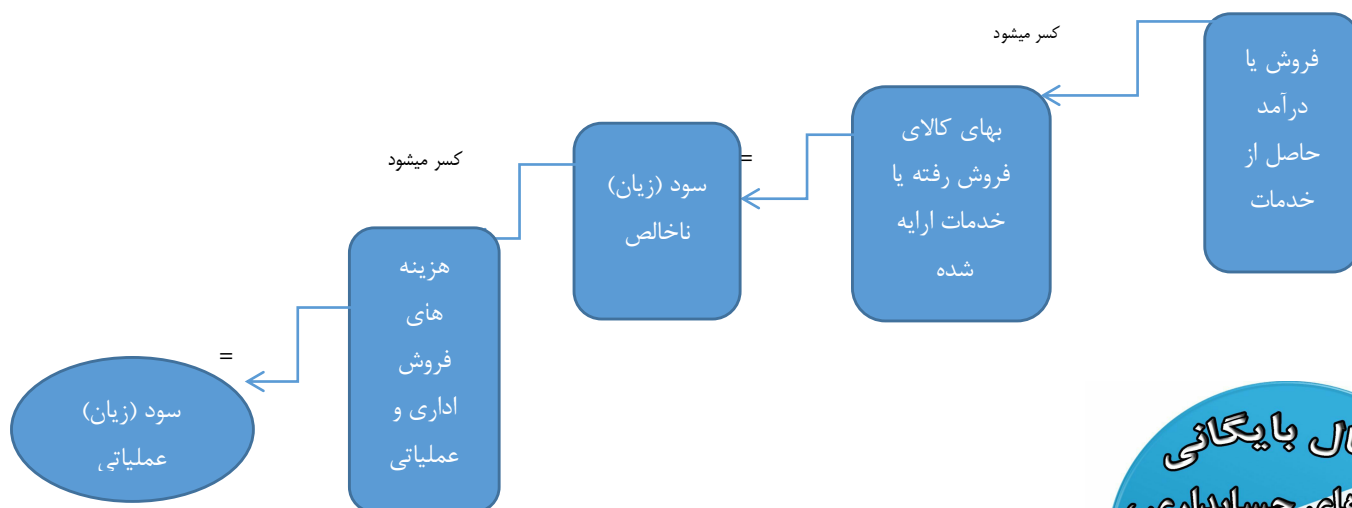 کسر میشود
فروش یا
درآمد
حاصل از
خدمات
بهای کالای
فروش رفته یا
خدمات ارایه
شده
=
سود (زیان)
ناخالص
کسر میشود
هزینه
های
فروش
اداری و
عملیاتی
=
سود (زیان)
عملیاتی
بایگانی